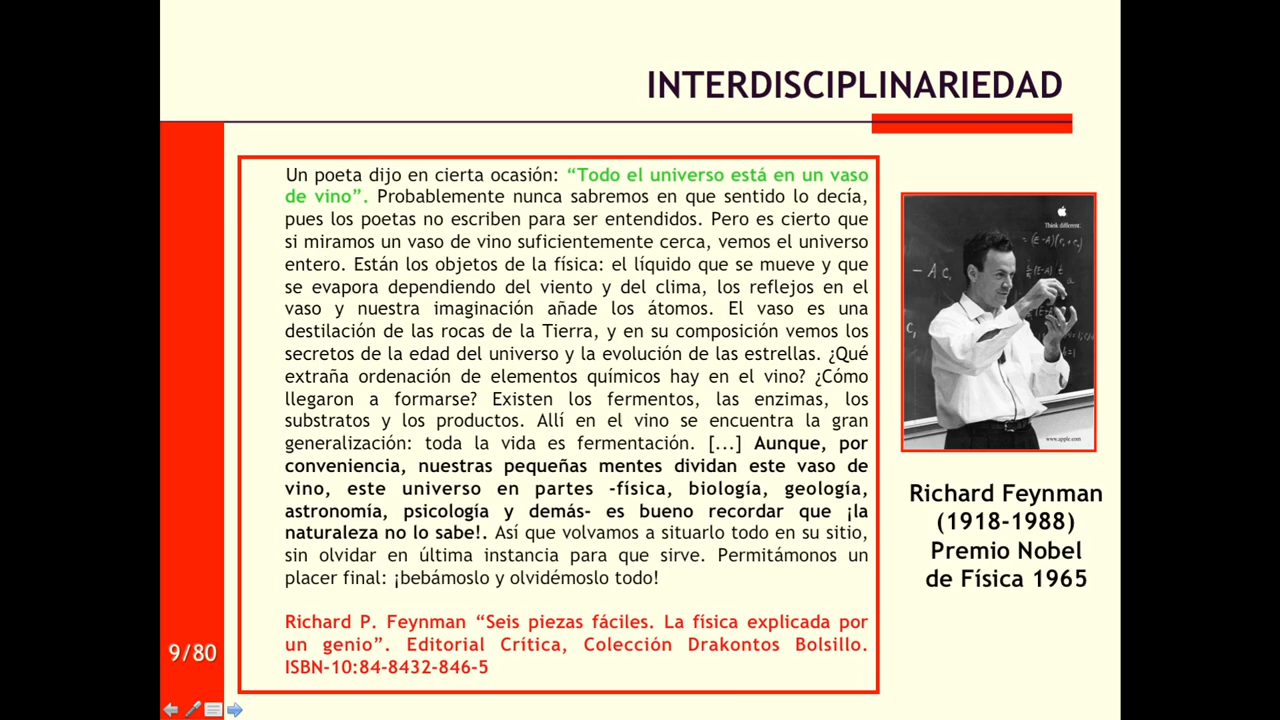 INTERDISCIPLINARIEDAD
Un poeta dijo en cierta ocasión: “Todo el universo está en un vaso
de vino”. Probablemente nunca sabremos en que sentido lo decía,
pues los poetas no escriben para ser entendidos. Pero es cierto que
si miramos un vaso de vino suficientemente cerca, vemos el universo
entero. Están los objetos de la física: el líquido que se mueve y que
se evapora dependiendo del viento y del clima, los reflejos en el
vaso y nuestra imaginación añade los átomos. El vaso es una
destilación de las rocas de la Tierra, y en su composición vemos los
secretos de la edad del universo y la evolución de las estrellas. ¿Qué
extraña ordenación de elementos químicos hay en el vino? ¿Cómo
llegaron a formarse? Existen los fermentos, las enzimas, los
substratos y los productos. Allí en el vino se encuentra la gran
generalización: toda la vida es fermentación. [...] Aunque, por
conveniencia, nuestras pequeñas mentes dividan este vaso de
vino, este universo en partes -física, biología, geología,
astronomía, psicología y demás- es bueno recordar que ¡la
naturaleza no lo sabe!. Así que volvamos a situarlo todo en su sitio,
sin olvidar en última instancia para que sirve. Permitámonos un
placer final: ¡bebámoslo y olvidémoslo todo!
Richard P. Feynman “Seis piezas fáciles. La física explicada por
un genio”. Editorial Crítica, Colección Drakontos Bolsillo.
ISBN-10:84-8432-846-5
Think different.
- A c,
www.apple.com
Richard Feynman
(1918-1988)
Premio Nobel
de Física 1965
9/80